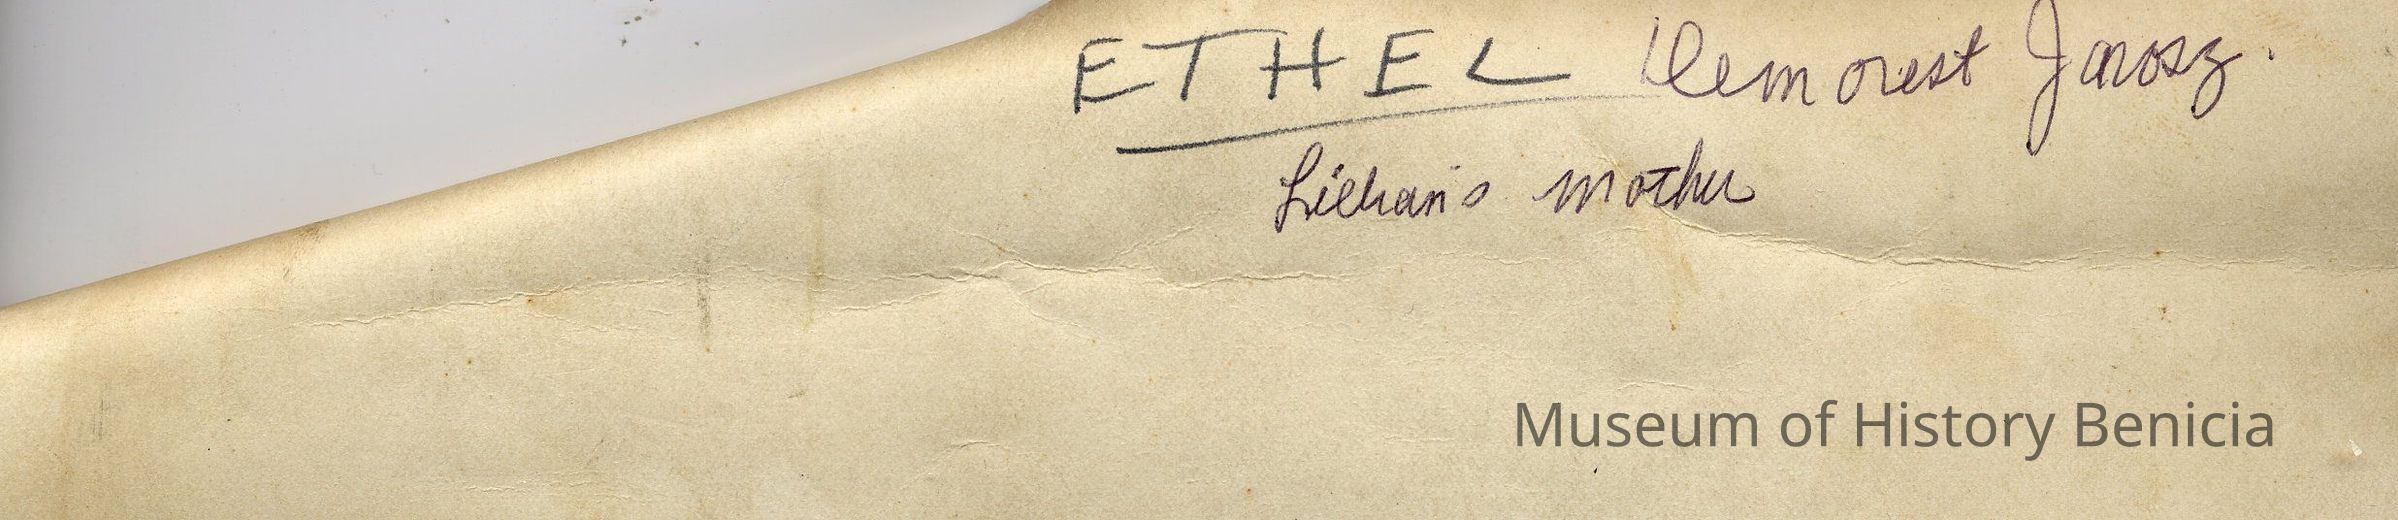 ETHEL Demorest Jarosz.
Lillian's mother
Museum of History Benicia